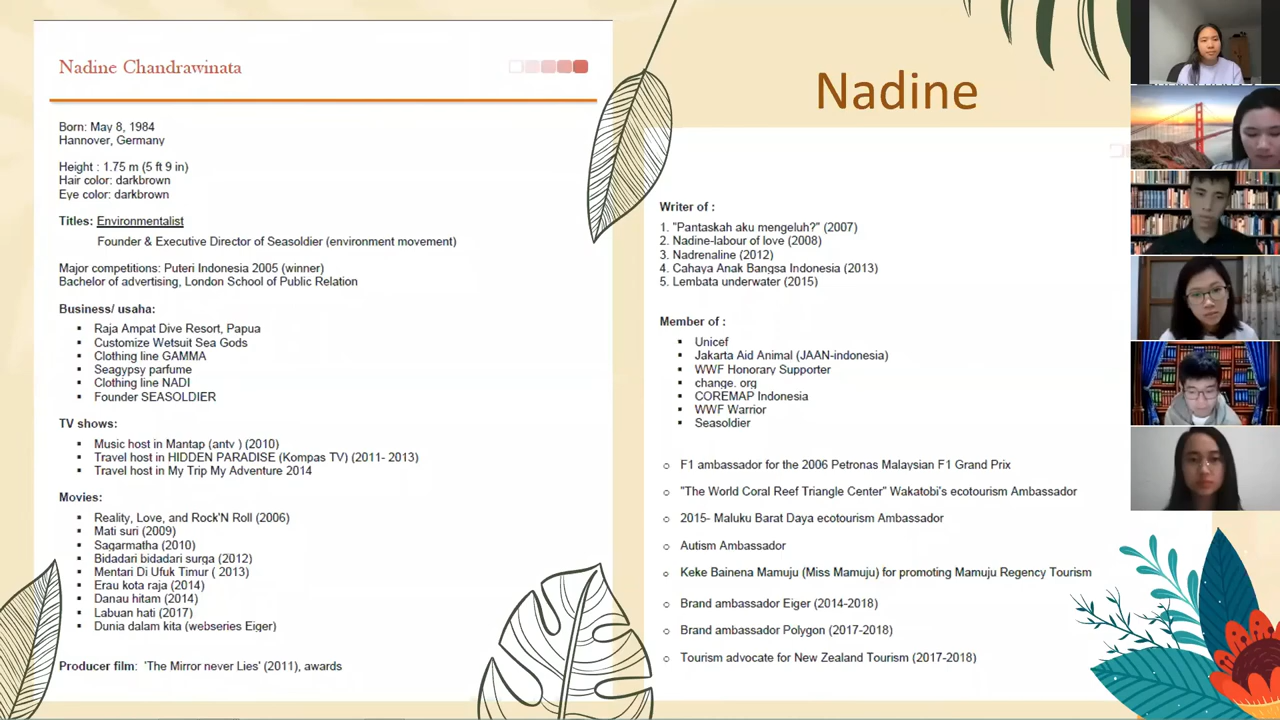 Nadine Chandrawinata
Born: May 8, 1984
Hannover, Germany
Height : 1.75 m (5 ft 9 in)
Hair color: darkbrown
Eye color: darkbrown
Titles: Environmentalist
Founder & Executive Director of Seasoldier (environment movement)
Major competitions: Puteri Indonesia 2005 (winner)
Bachelor of advertising, London School of Public Relation
Business/ usaha:
▪ Raja Ampat Dive Resort, Papua
▪ Customize Wetsuit Sea Gods
▪ Clothing line GAMMA
▪ Seagypsy parfume
▪ Clothing line NADI
▪ Founder SEASOLDIER
TV shows:
▪ Music host in Mantap (antv ) (2010)
▪ Travel host in HIDDEN PARADISE (Kompas TV) (2011- 2013)
▪ Travel host in My Trip My Adventure 2014
Movies:
▪ Reality, Love, and Rock'N Roll (2006)
▪ Mati suri (2009)
▪ Sagarmatha (2010)
▪ Bidadari bidadari surga (2012)
▪ Mentari Di Ufuk Timur ( 2013)
▪ Erau kota raja (2014)
▪ Danau hitam (2014)
▪ Labuan hati (2017)
▪ Dunia dalam kita (webseries Eiger)
Producer film: 'The Mirror never Lies' (2011), awards
Nadine
Writer of :
1. "Pantaskah aku mengeluh?" (2007)
2. Nadine-labour of love (2008)
3. Nadrenaline (2012)
4. Cahaya Anak Bangsa Indonesia (2013)
5. Lembata underwater (2015)
Member of :
▪ Unicef
▪ Jakarta Aid Animal (JAAN-indonesia)
▪ WWF Honorary Supporter
▪ change. org
▪ COREMAP Indonesia
▪ WWF Warrior
▪ Seasoldier
○ F1 ambassador for the 2006 Petronas Malaysian F1 Grand Prix
○ "The World Coral Reef Triangle Center" Wakatobi's ecotourism Ambassador
○ 2015- Maluku Barat Daya ecotourism Ambassador
○ Autism Ambassador
○ Keke Bainena Mamuju (Miss Mamuju) for promoting Mamuju Regency Tourism
○ Brand ambassador Eiger (2014-2018)
○ Brand ambassador Polygon (2017-2018)
○ Tourism advocate for New Zealand Tourism (2017-2018)